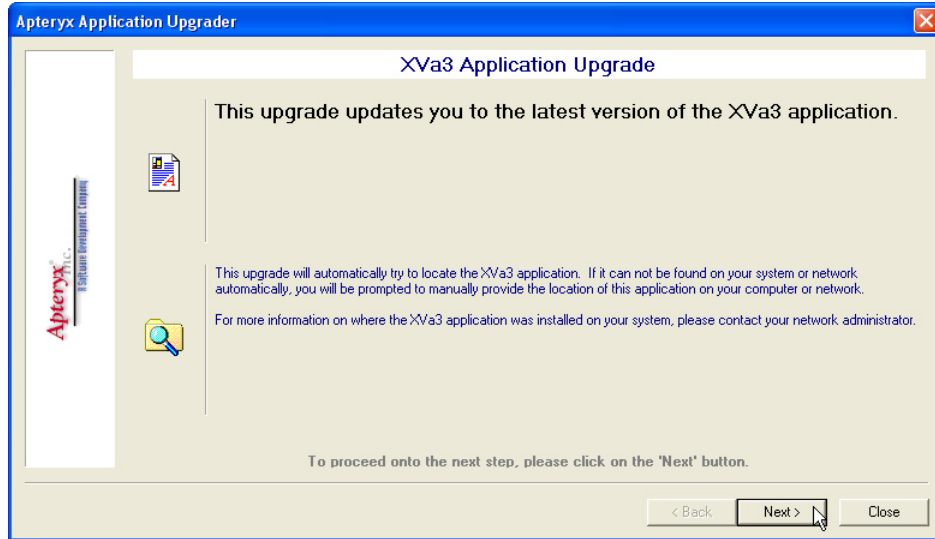 Apteryx Application Upgrader
XVa3 Application Upgrade
This upgrade updates you to the latest version of the XVa3 application.
Apteryx Inc.
A Software Development Company
This upgrade will automatically try to locate the XVa3 application. If it can not be found on your system or network
automatically, you will be prompted to manually provide the location of this application on your computer or network.
For more information on where the XVa3 application was installed on your system, please contact your network administrator.
To proceed onto the next step, please click on the 'Next' button.
< Back
Next >
Close